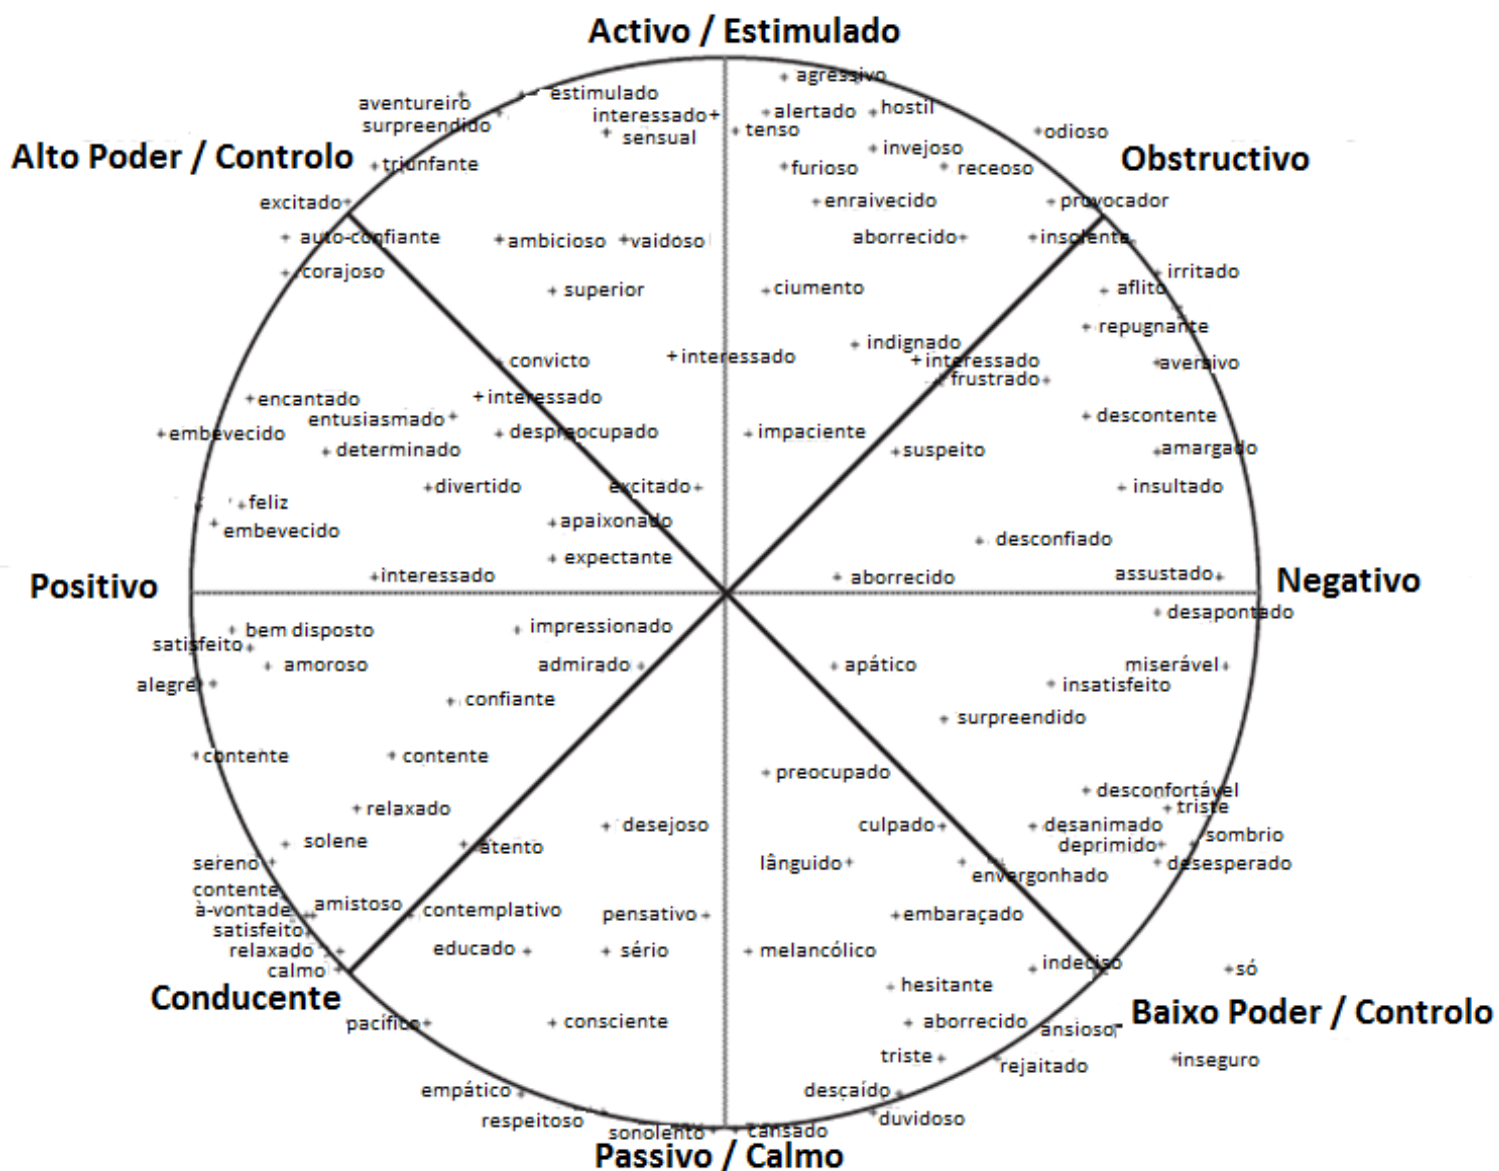 Activo / Estimulado
agressivo
estimulado
aventureiro
interessado
alertado
hostil
surpreendido
tenso
odioso
sensual
invejoso
Alto Poder / Controlo
Obstructivo
triunfante
furioso
receoso
excitado
enraivecido
provocador
auto-confiante
ambicioso
vaidoso
aborrecido
insolente
corajoso
irritado
superior
ciumento
aflito
repugnante
indignado
convicto
interessado
interessado
aversivo
frustrado
encantado
interessado
entusiasmado
descontente
embevecido
despreocupado
impaciente
determinado
suspeito
amargado
divertido
excitado
insultado
feliz
apaixonado
embevecido
desconfiado
expectante
interessado
aborrecido
assustado
Positivo
Negativo
desapontado
bem disposto
impressionado
satisfeito
amoroso
admirado
apático
miserável
alegre
insatisfeito
confiante
surpreendido
contente
contente
preocupado
desconfortável
relaxado
triste
desejoso
culpado
desanimado
sombrio
solene
atento
deprimido
sereno
lânguido
desesperado
envergonhado
contente
amistoso
à-vontade
contemplativo
pensativo
embaraçado
satisfeito
relaxado
educado
sério
melancólico
calmo
indeciso
só
hesitante
Conducente
Baixo Poder / Controlo
pacífico
consciente
aborrecido
ansioso
triste
rejaitado
inseguro
empático
descaído
respeitoso
duvidoso
sonolento
cansado
Passivo / Calmo